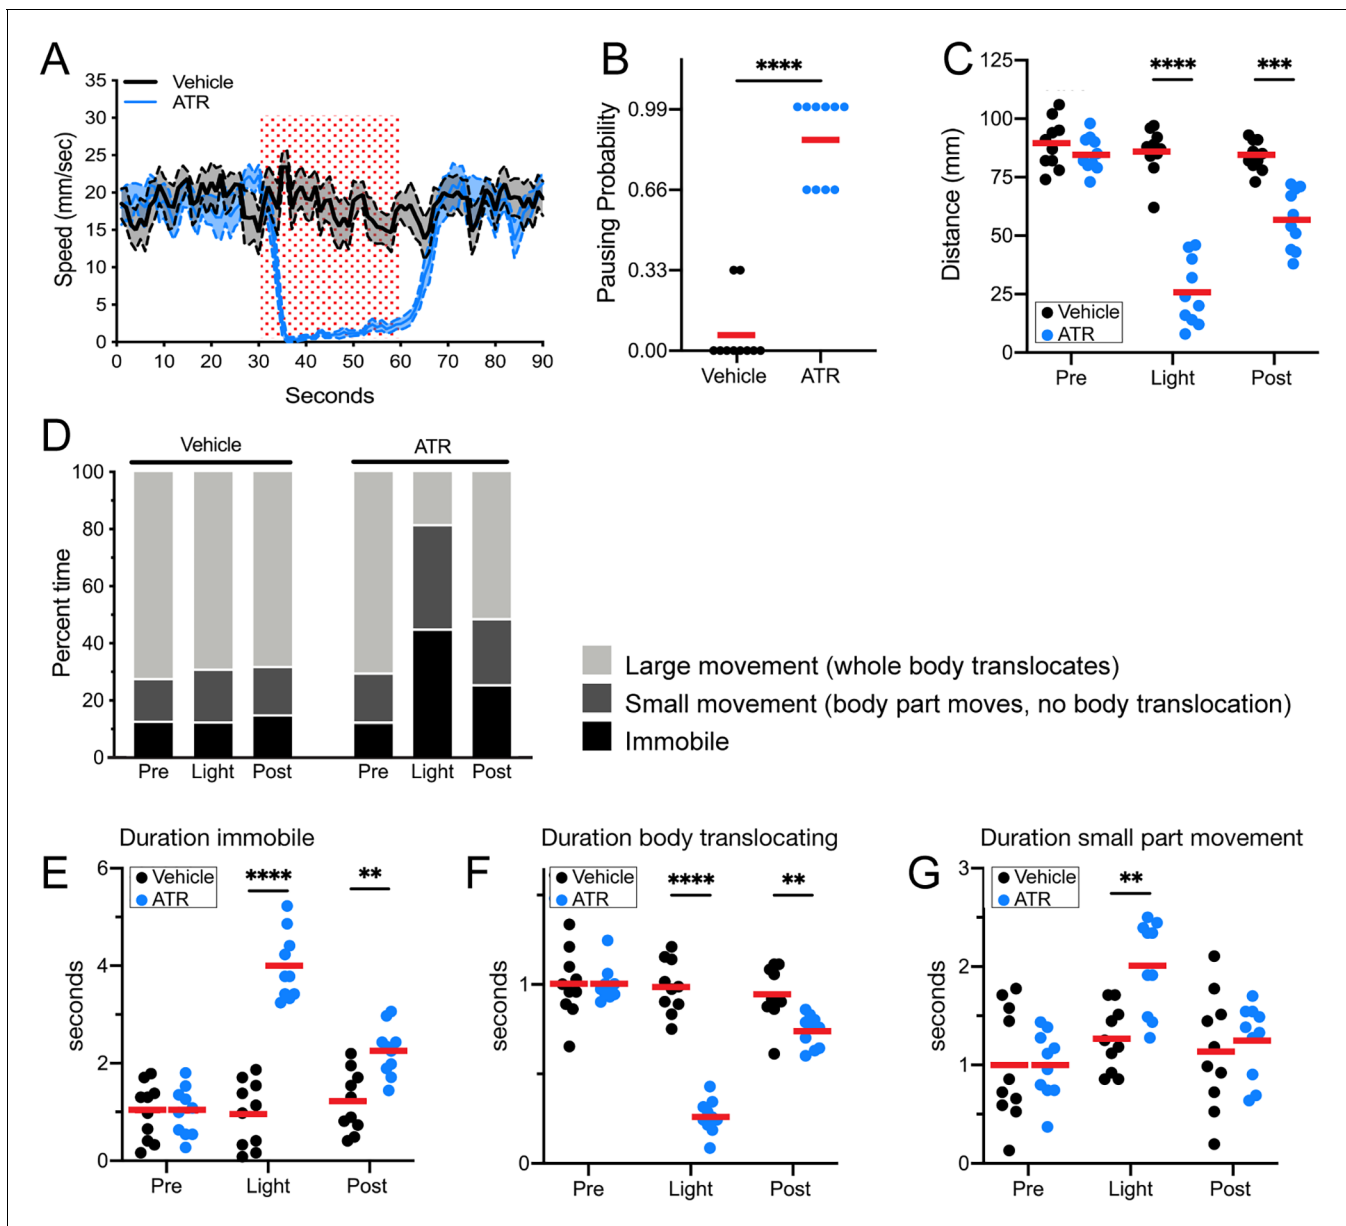 A
Vehicle
ATR
35
30
25
20
15
10
5
0
Speed (mm/sec)
0 10 20 30 40 50 60 70 80 90
Seconds
B
****
0.99
0.66
0.33
0.00
Pausing Probability
Vehicle ATR
C
125
100
75
50
25
0
Distance (mm)
**** ***
Vehicle
ATR
Pre Light Post
D
Vehicle ATR
100
80
60
40
20
0
Percent time
Pre Light Post Pre Light Post
Large movement (whole body translocates)
Small movement (body part moves, no body translocation)
Immobile
Duration immobile
E
6
4
2
0
seconds
Vehicle
ATR
**** **
Pre Light Post
Duration body translocating
F
1
0
seconds
Vehicle
ATR
**** **
Pre Light Post
Duration small part movement
G
3
2
1
0
seconds
Vehicle
ATR
**
Pre Light Post